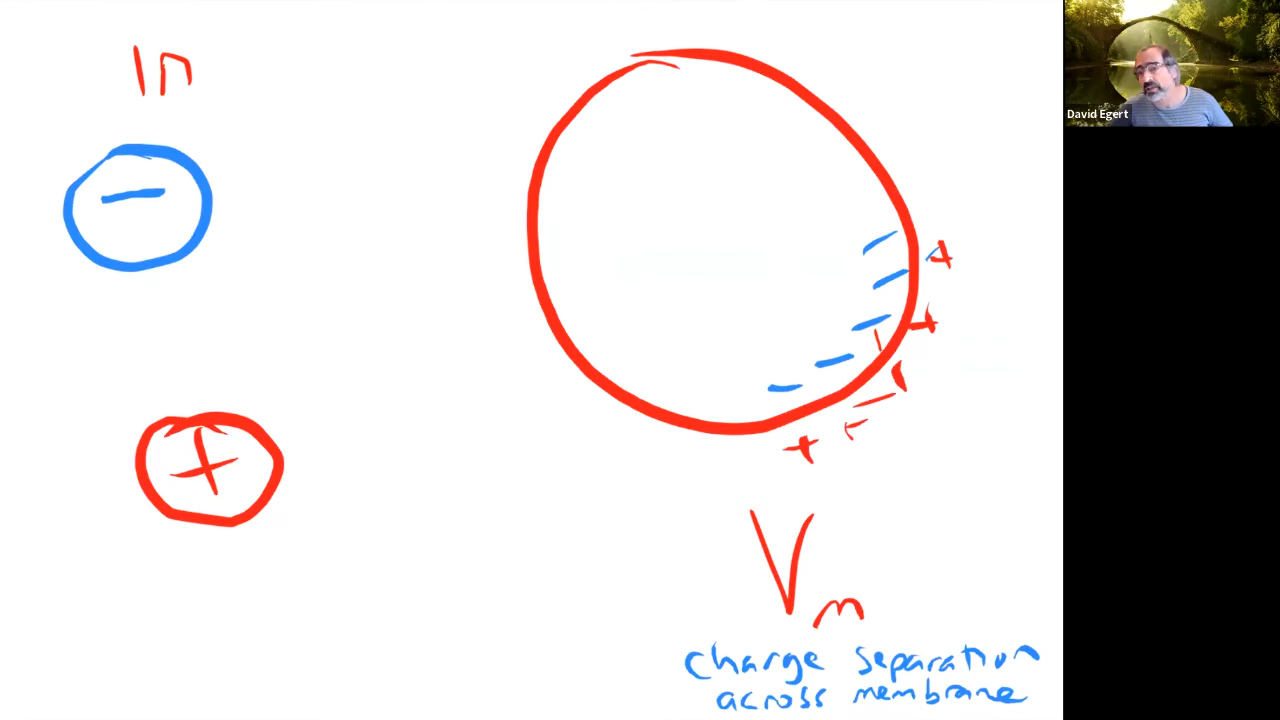 In
−
+
V m
charge separation
across membrane
David Egert